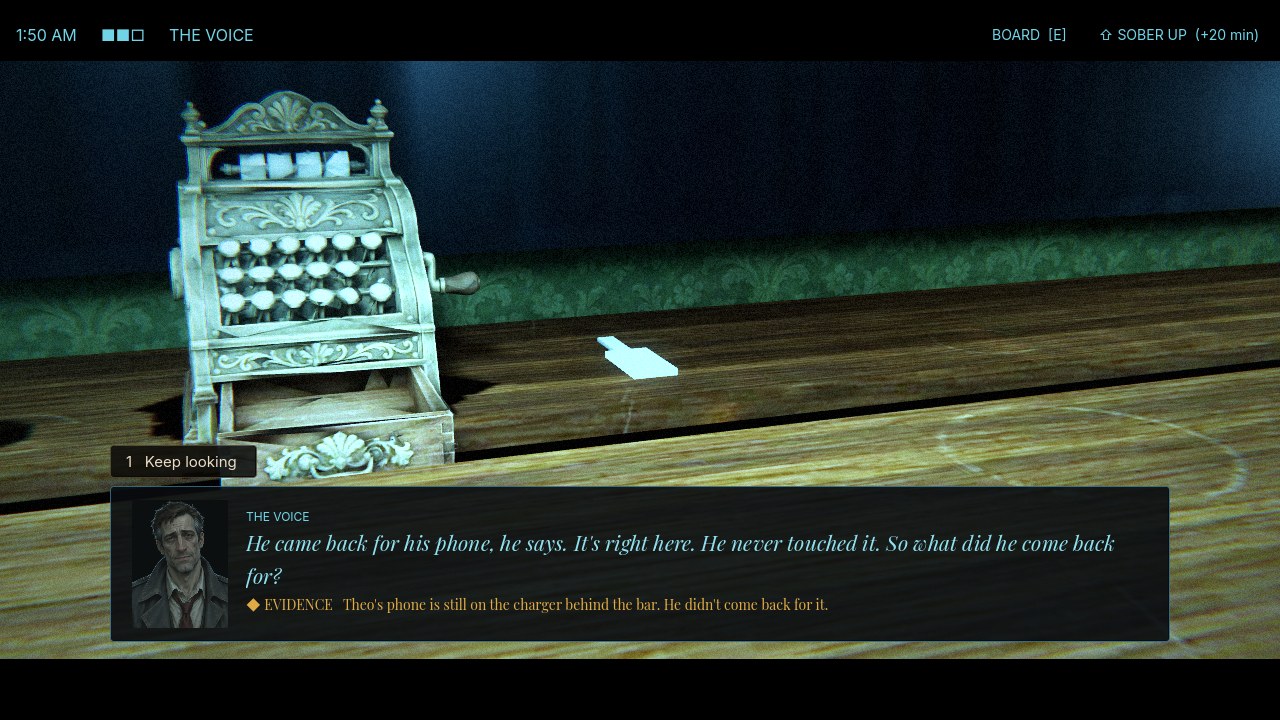 1:50 AM THE VOICE BOARD [E] ⇧ SOBER UP (+20 min)
1 Keep looking
THE VOICE
He came back for his phone, he says. It's right here. He never touched it. So what did he come back
for?
◆ EVIDENCE Theo's phone is still on the charger behind the bar. He didn't come back for it.